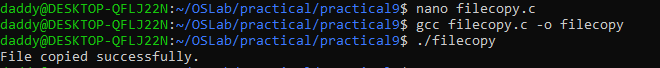 daddy@DESKTOP-QFLJ22N:~/OSLab/practical/practical9$ nano filecopy.c
daddy@DESKTOP-QFLJ22N:~/OSLab/practical/practical9$ gcc filecopy.c -o filecopy
daddy@DESKTOP-QFLJ22N:~/OSLab/practical/practical9$ ./filecopy
File copied successfully.